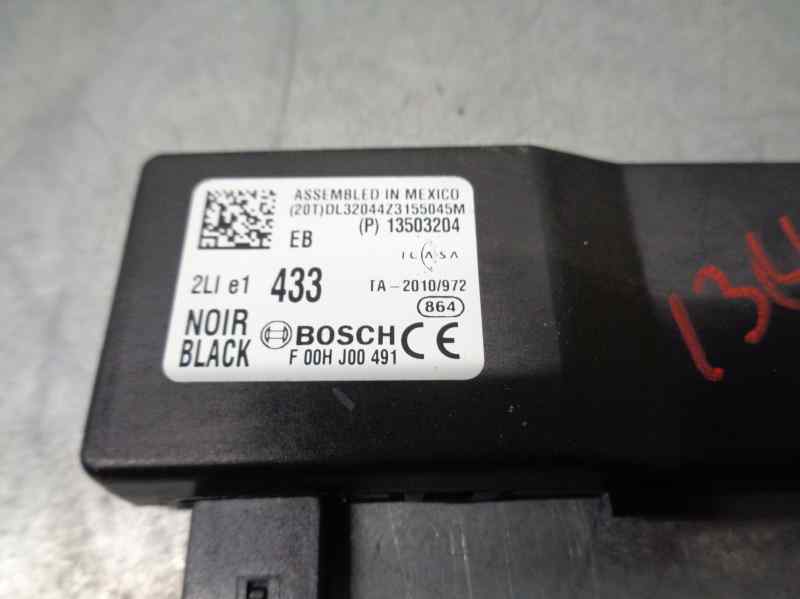 ASSEMBLED IN MEXICO
(20T)DL32044Z3155045M
(P) 13503204
EB
ICASA
2LI e1 433 TA-2010/972
864
NOIR
BLACK
BOSCH CE
F 00H J00 491